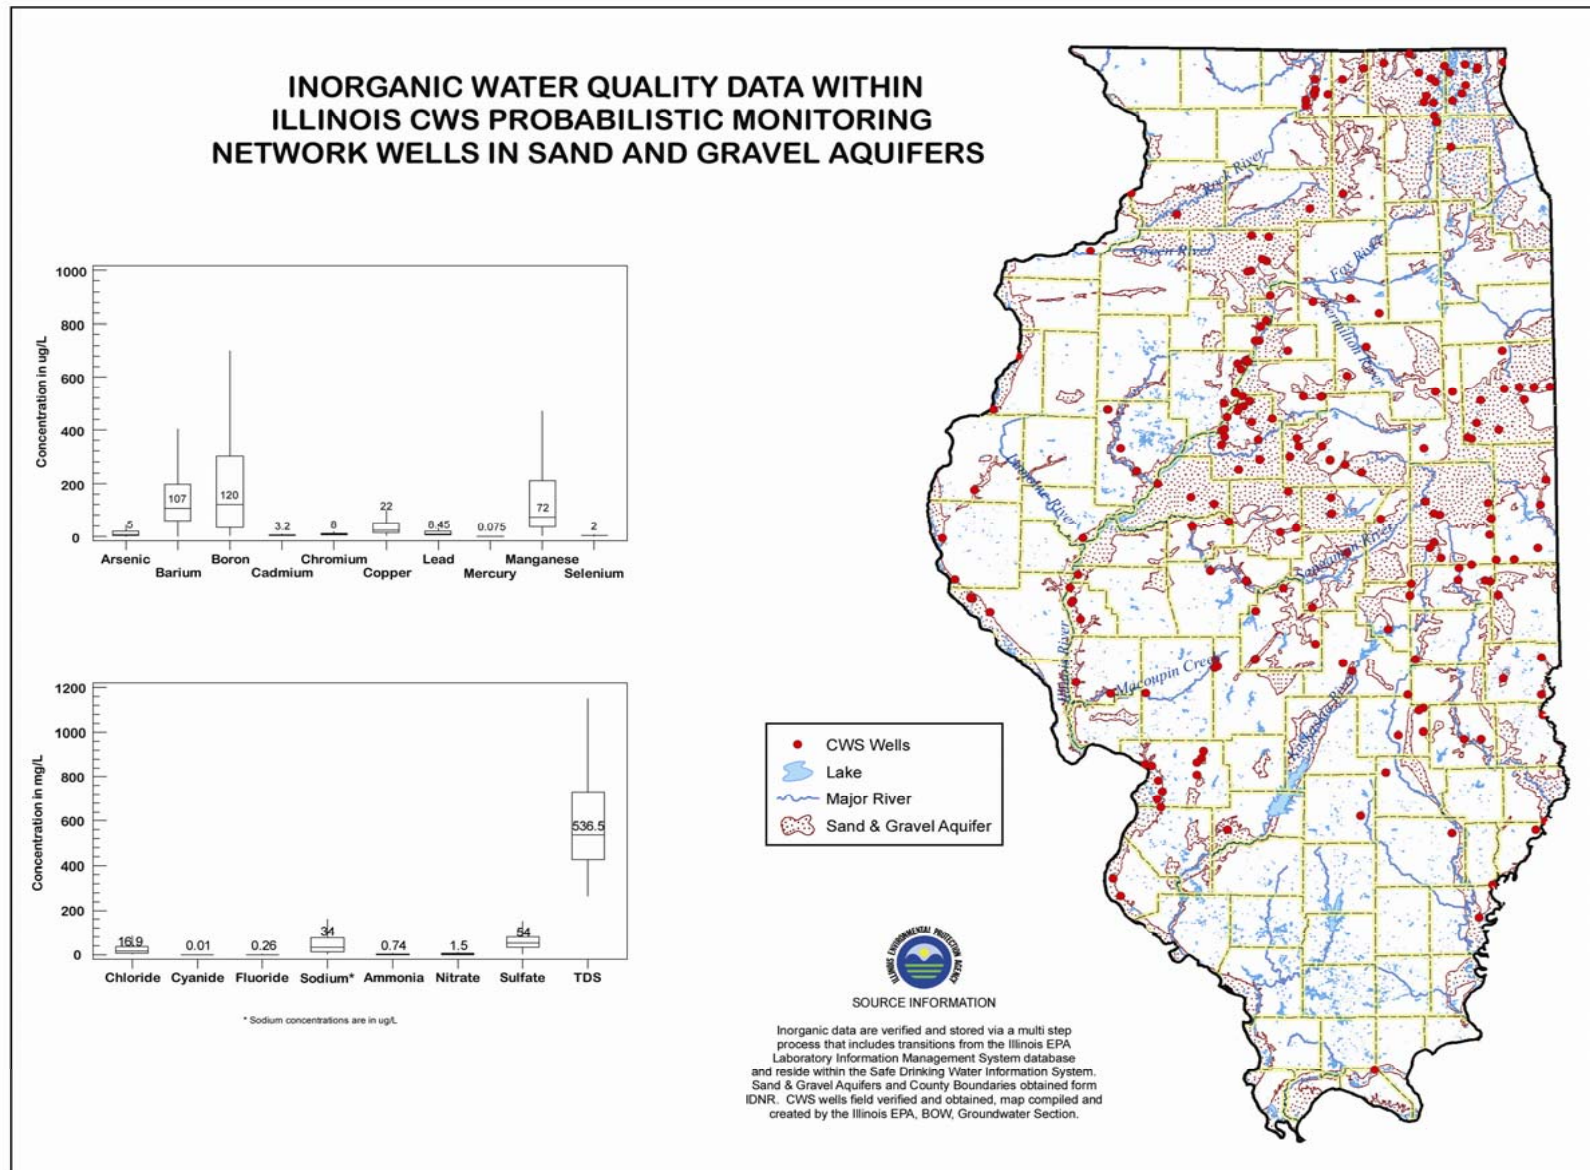 INORGANIC WATER QUALITY DATA WITHIN
ILLINOIS CWS PROBABILISTIC MONITORING
NETWORK WELLS IN SAND AND GRAVEL AQUIFERS
Concentration in ug/L
1000
800
600
400
200
0
5
107
120
3.2
8
22
0.45
0.075
72
2
Arsenic
Barium
Boron
Cadmium
Chromium
Copper
Lead
Mercury
Manganese
Selenium
Concentration in mg/L
1200
1000
800
600
400
200
0
16.9
0.01
0.26
34
0.74
1.5
54
536.5
Chloride Cyanide Fluoride Sodium* Ammonia Nitrate Sulfate TDS
* Sodium concentrations are in ug/L
Rock River
Green River
Fox River
Vermilion River
Lamoine River
Sangamon River
Illinois River
Macoupin Creek
Kaskaskia River
CWS Wells
Lake
Major River
Sand & Gravel Aquifer
ILLINOIS ENVIRONMENTAL PROTECTION AGENCY
SOURCE INFORMATION
Inorganic data are verified and stored via a multi step
process that includes transitions from the Illinois EPA
Laboratory Information Management System database
and reside within the Safe Drinking Water Information System.
Sand & Gravel Aquifers and County Boundaries obtained form
IDNR. CWS wells field verified and obtained, map compiled and
created by the Illinois EPA, BOW, Groundwater Section.